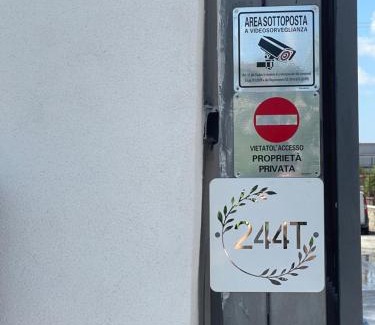 AREA SOTTOPOSTA
A VIDEOSORVEGLIANZA
VIETATO L'ACCESSO
PROPRIETÀ
PRIVATA
244T